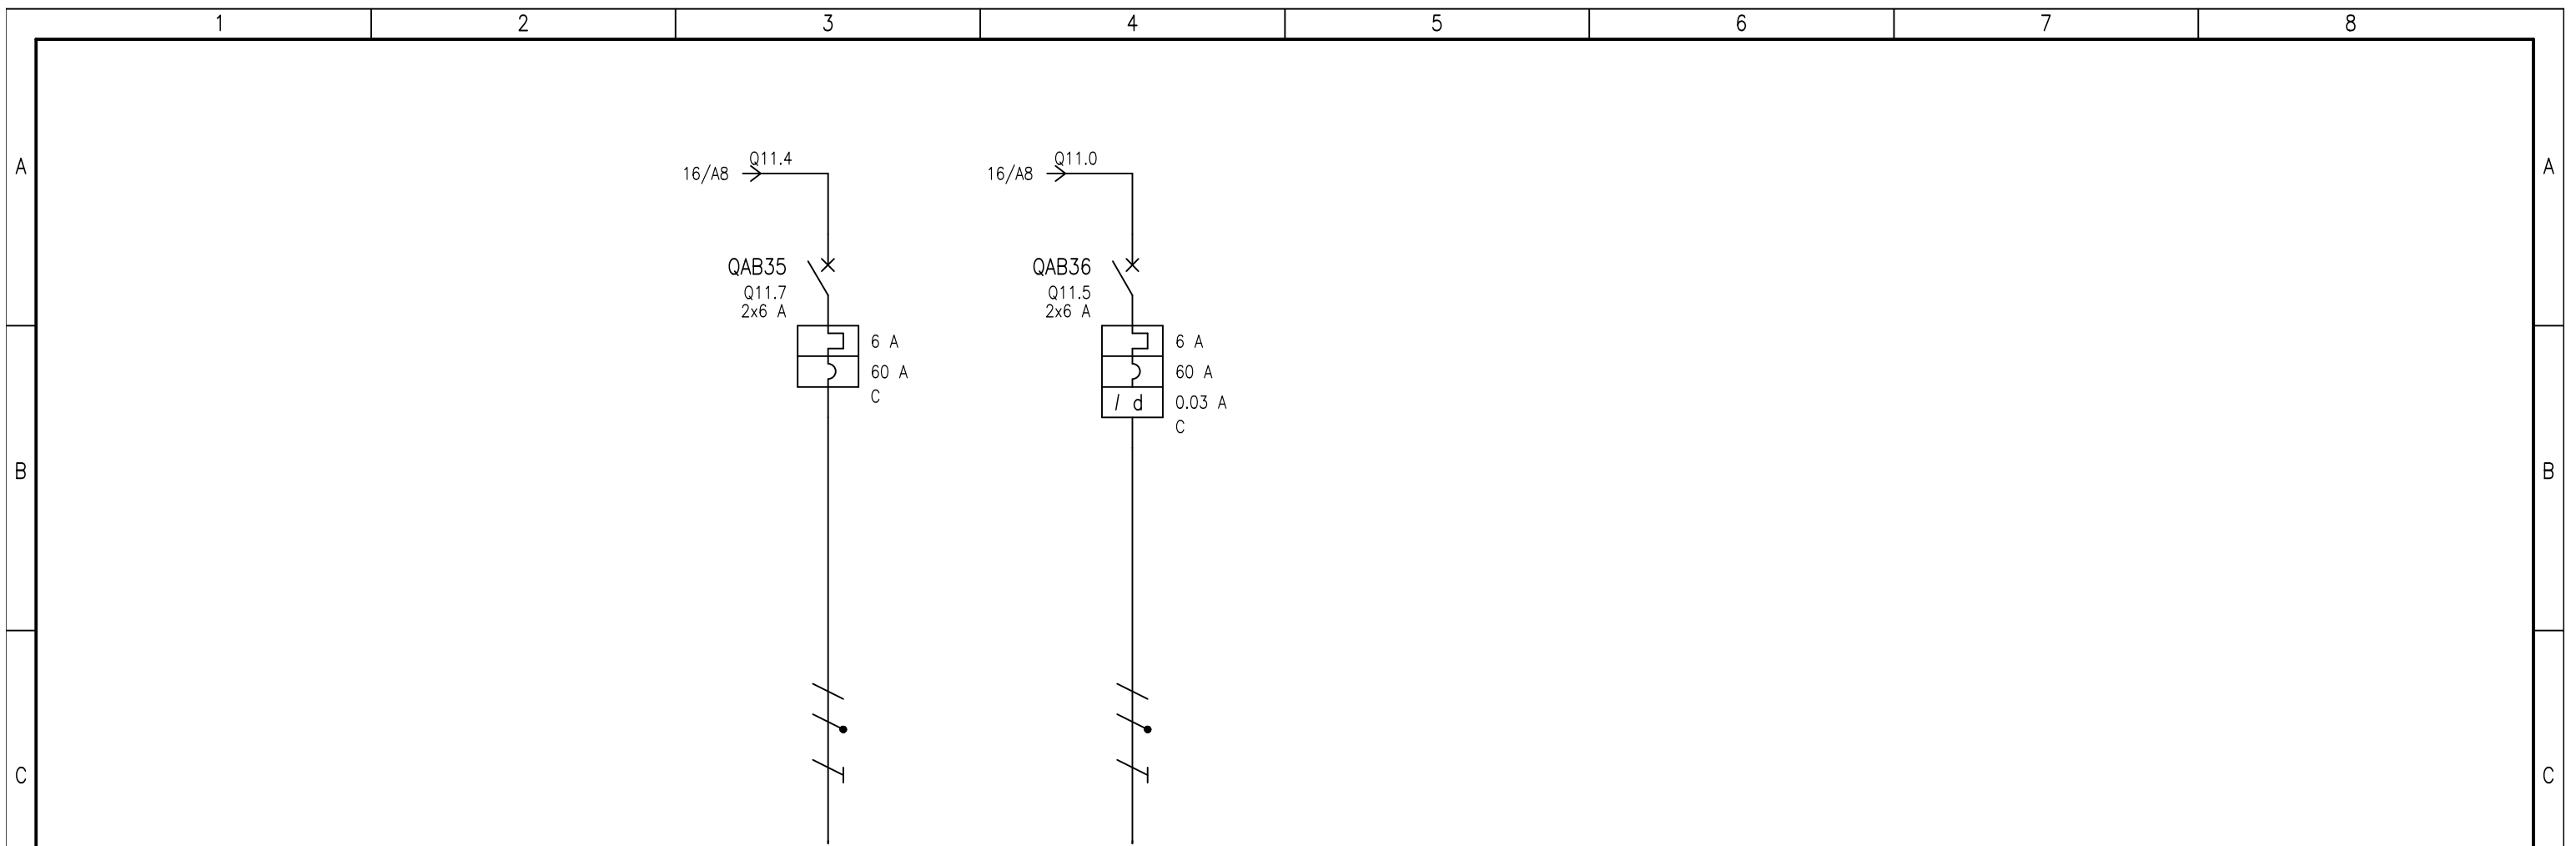 1 2 3 4 5 6 7 8
A A
Q11.4 Q11.0
16/A8 16/A8
QAB35 QAB36
Q11.7 Q11.5
2x6 A 2x6 A
6 A 6 A
60 A 60 A
C I d 0.03 A
C
B B
C C